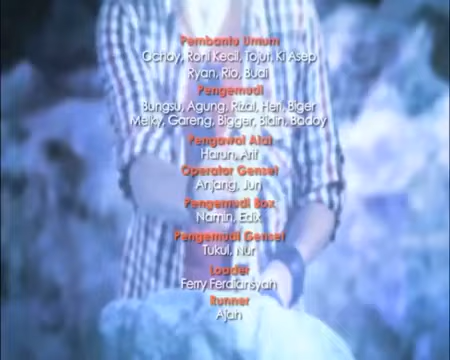 Pembantu Umum
Ochoy, Roni Kecil, Tojut, Ki Asep
Ryan, Rio, Budi
Pengemudi
Bungsu, Agung, Rizal, Heri, Biger
Melky, Gareng, Bigger, Bidin, Badoy
Pengawal Alat
Harun, Arif
Operator Genset
Anjang, Jun
Pengemudi Box
Namin, Edix
Pengemudi Genset
Tukul, Nur
Loader
Ferry Ferdiansyah
Runner
Ajah